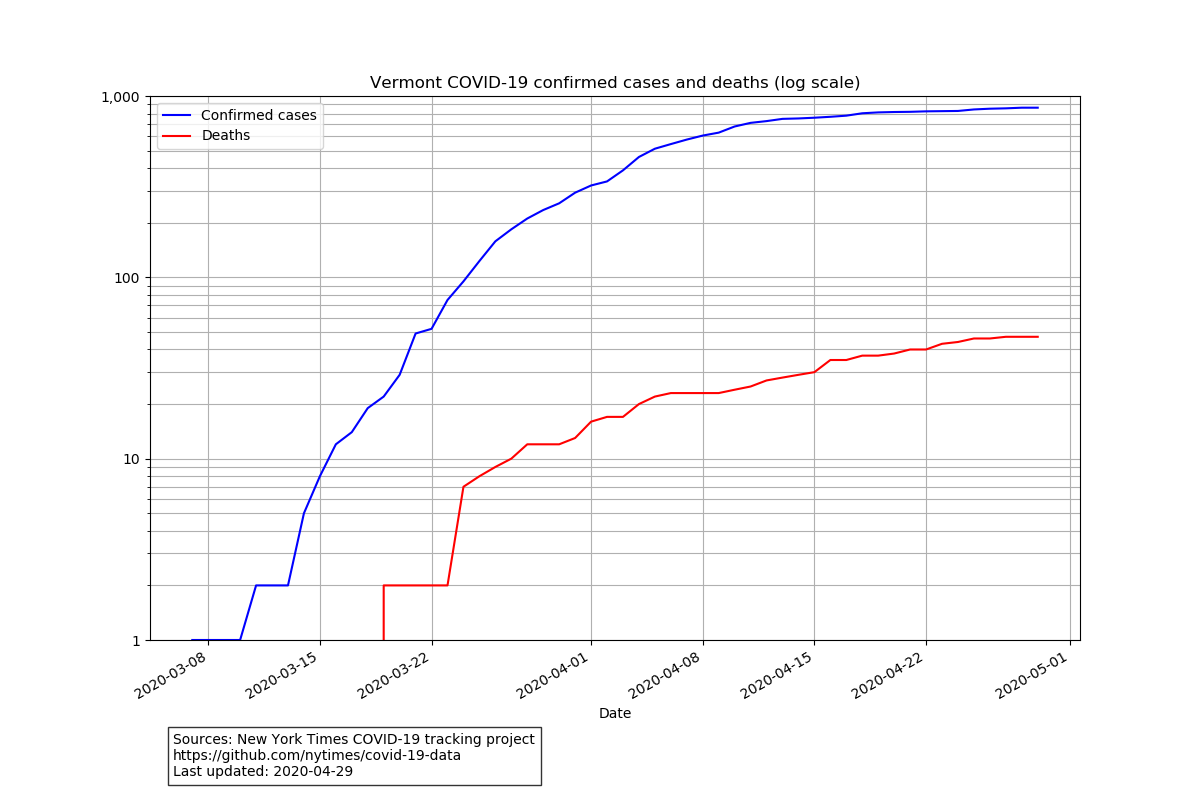 Vermont COVID-19 confirmed cases and deaths (log scale)
Confirmed cases
Deaths
1,000
100
10
1
2020-03-08
2020-03-15
2020-03-22
2020-04-01
2020-04-08
2020-04-15
2020-04-22
2020-05-01
Date
Sources: New York Times COVID-19 tracking project
https://github.com/nytimes/covid-19-data
Last updated: 2020-04-29